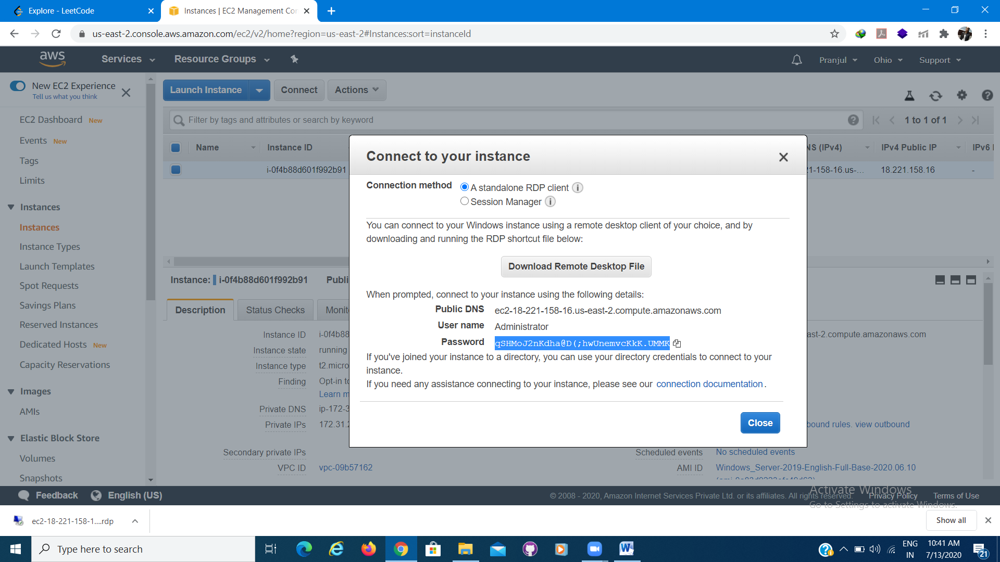 Explore - LeetCode
Instances | EC2 Management Con
us-east-2.console.aws.amazon.com/ec2/v2/home?region=us-east-2#Instances:sort=instanceId
aws
Services
Resource Groups
Pranjul
Ohio
Support
New EC2 Experience
Tell us what you think
Launch Instance
Connect
Actions
EC2 Dashboard New
Filter by tags and attributes or search by keyword
1 to 1 of 1
Events New
Name
Instance ID
NS (IPv4)
IPv4 Public IP
IPv6 I
Tags
i-0f4b88d601f992b91
21-158-16.us-...
18.221.158.16
-
Limits
Instances
Instances
Instance Types
Launch Templates
Spot Requests
Savings Plans
Reserved Instances
Dedicated Hosts New
Capacity Reservations
Images
AMIs
Elastic Block Store
Volumes
Snapshots
Connect to your instance
Connection method
A standalone RDP client
Session Manager
You can connect to your Windows instance using a remote desktop client of your choice, and by
downloading and running the RDP shortcut file below:
Download Remote Desktop File
When prompted, connect to your instance using the following details:
Public DNS ec2-18-221-158-16.us-east-2.compute.amazonaws.com
User name Administrator
Password qSHMoJ2nKdha@D(;hwUnemvcKkK.UMMK
If you've joined your instance to a directory, you can use your directory credentials to connect to your
instance.
If you need any assistance connecting to your instance, please see our connection documentation.
Close
Instance: i-0f4b88d601f992b91 Publi
Description
Status Checks
Monit
Instance ID i-0f4b88
ast-2.compute.amazonaws.com
Instance state running
Instance type t2.micro
Finding Opt-in to
Learn m
Private DNS ip-172-3
Private IPs 172.31.2
bound rules. view outbound
Secondary private IPs
Scheduled events No scheduled events
VPC ID vpc-09b57162
AMI ID Windows_Server-2019-English-Full-Base-2020.06.10
Feedback
English (US)
© 2008 - 2020, Amazon Internet Services Private Ltd. or its affiliates. All rights reserved.
Privacy Policy
Terms of Use
Activate Windows
Go to Settings to activate Windows.
ec2-18-221-158-1....rdp
Show all
Type here to search
ENG
IN
10:41 AM
7/13/2020
21